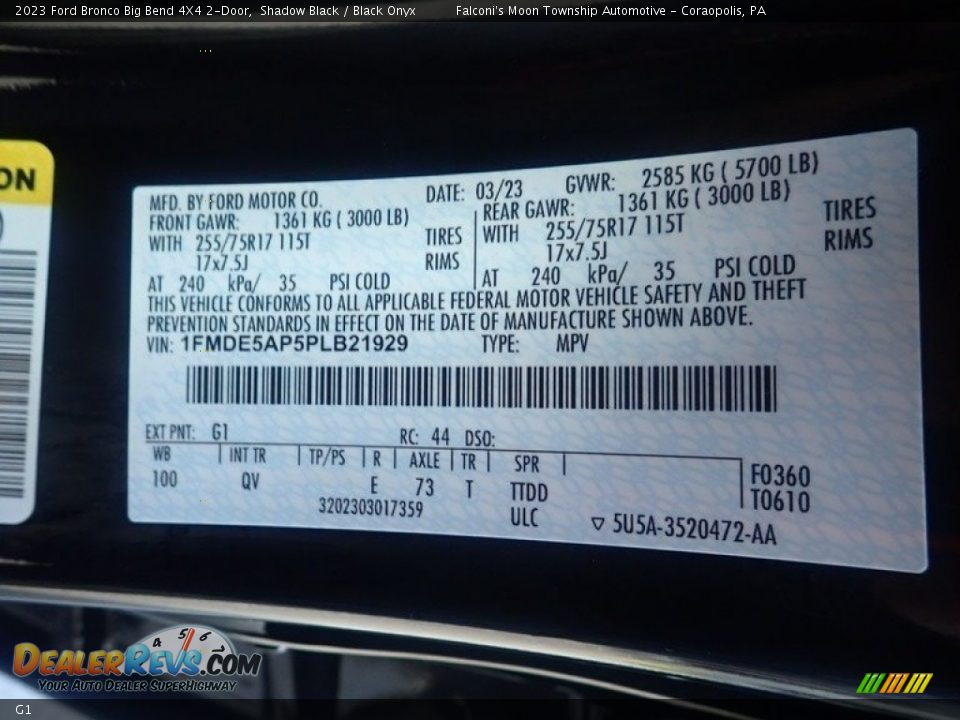 2023 Ford Bronco Big Bend 4X4 2-Door, Shadow Black / Black Onyx Falconi's Moon Township Automotive - Coraopolis, PA
ON
MFD. BY FORD MOTOR CO. DATE: 03/23 GVWR: 2585 KG ( 5700 LB)
FRONT GAWR: 1361 KG ( 3000 LB) REAR GAWR: 1361 KG ( 3000 LB)
WITH 255/75R17 115T TIRES WITH 255/75R17 115T TIRES
17x7.5J RIMS 17x7.5J RIMS
AT 240 kPa/ 35 PSI COLD AT 240 kPa/ 35 PSI COLD
THIS VEHICLE CONFORMS TO ALL APPLICABLE FEDERAL MOTOR VEHICLE SAFETY AND THEFT
PREVENTION STANDARDS IN EFFECT ON THE DATE OF MANUFACTURE SHOWN ABOVE.
VIN: 1FMDE5AP5PLB21929 TYPE: MPV
EXT PNT: G1 RC: 44 DSO:
WB INT TR TP/PS R AXLE TR SPR F0360
100 QV E 73 T TTDD T0610
3202303017359 ULC ▽ 5U5A-3520472-AA
4 5 6
DEALERREVS.COM
YOUR AUTO DEALER SUPERHIGHWAY
G1